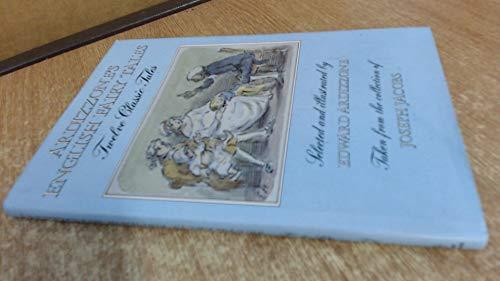 ARDIZZONE'S
ENGLISH FAIRY TALES
Twelve Classic Tales
Selected and illustrated by
EDWARD ARDIZZONE
Taken from the collection of
JOSEPH JACOBS